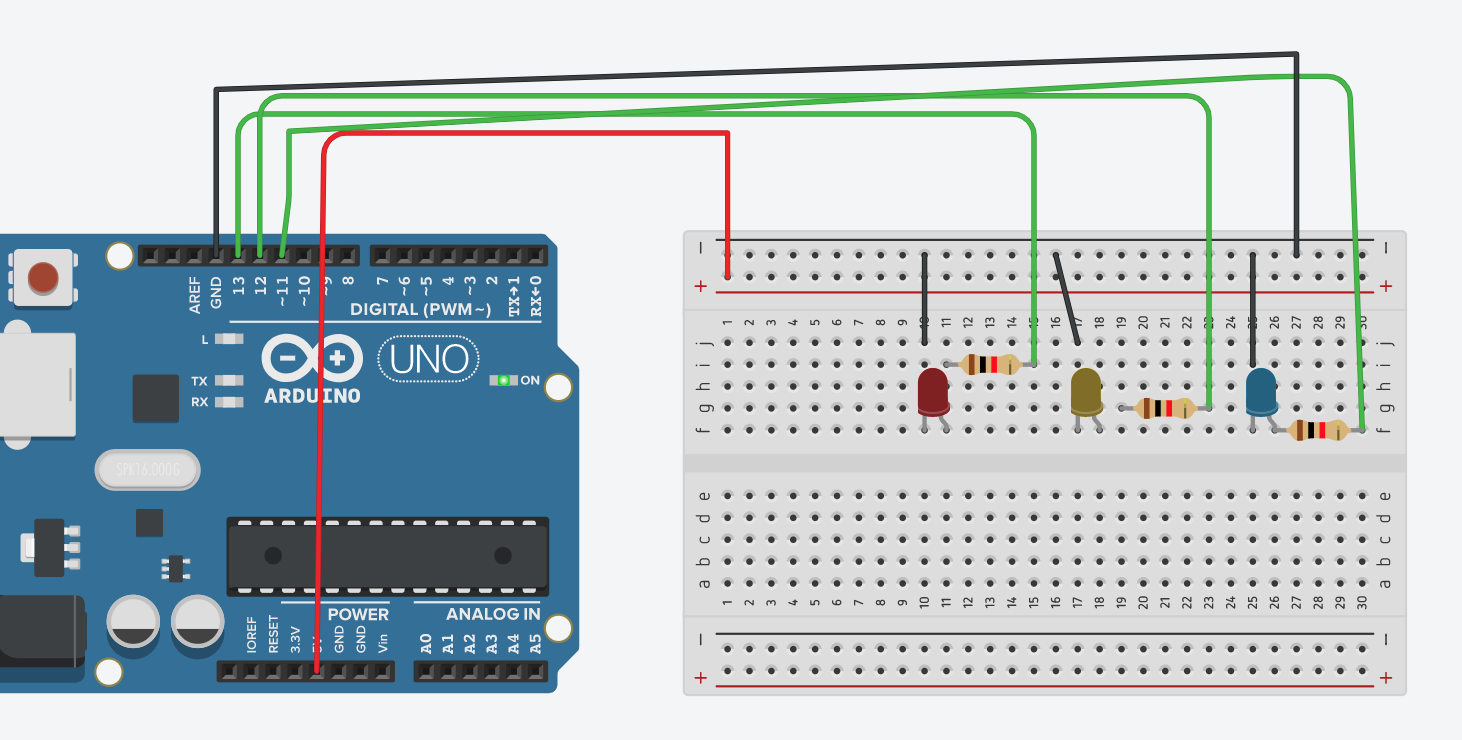 AREF
GND
13
12
~11
~10
~9
8
7
~6
~5
4
~3
2
TX→1
RX←0
DIGITAL (PWM~)
L
TX
RX
UNO
ARDUINO
ON
SPKT6.000G
POWER
ANALOG IN
IOREF
RESET
3.3V
GND
GND
Vin
A0
A1
A2
A3
A4
A5
− −
+ +
1 2 3 4 5 6 7 8 9 10 11 12 13 14 15 16 17 18 19 20 21 22 23 24 25 26 27 28 29 30
j j
i i
h h
g g
f f
e e
d d
c c
b b
a a
1 2 3 4 5 6 7 8 9 10 11 12 13 14 15 16 17 18 19 20 21 22 23 24 25 26 27 28 29 30
− −
+ +